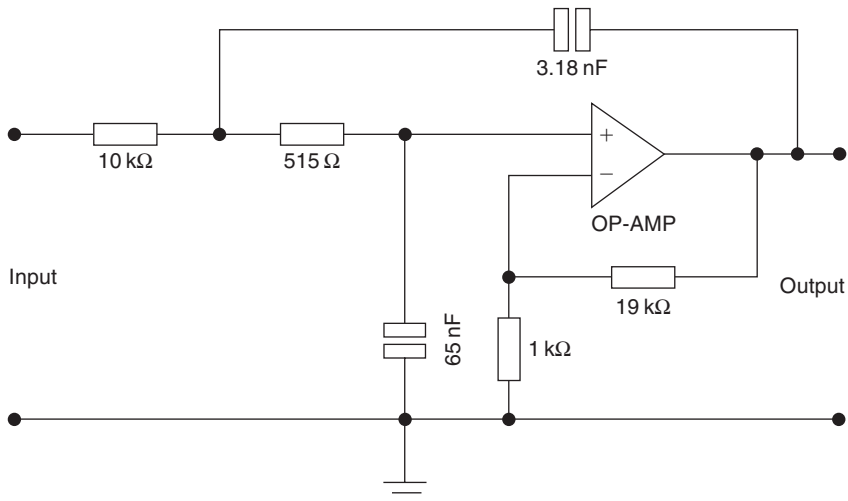 3.18 nF
10 kΩ
515 Ω
+
−
OP-AMP
Input
19 kΩ
Output
65 nF
1 kΩ